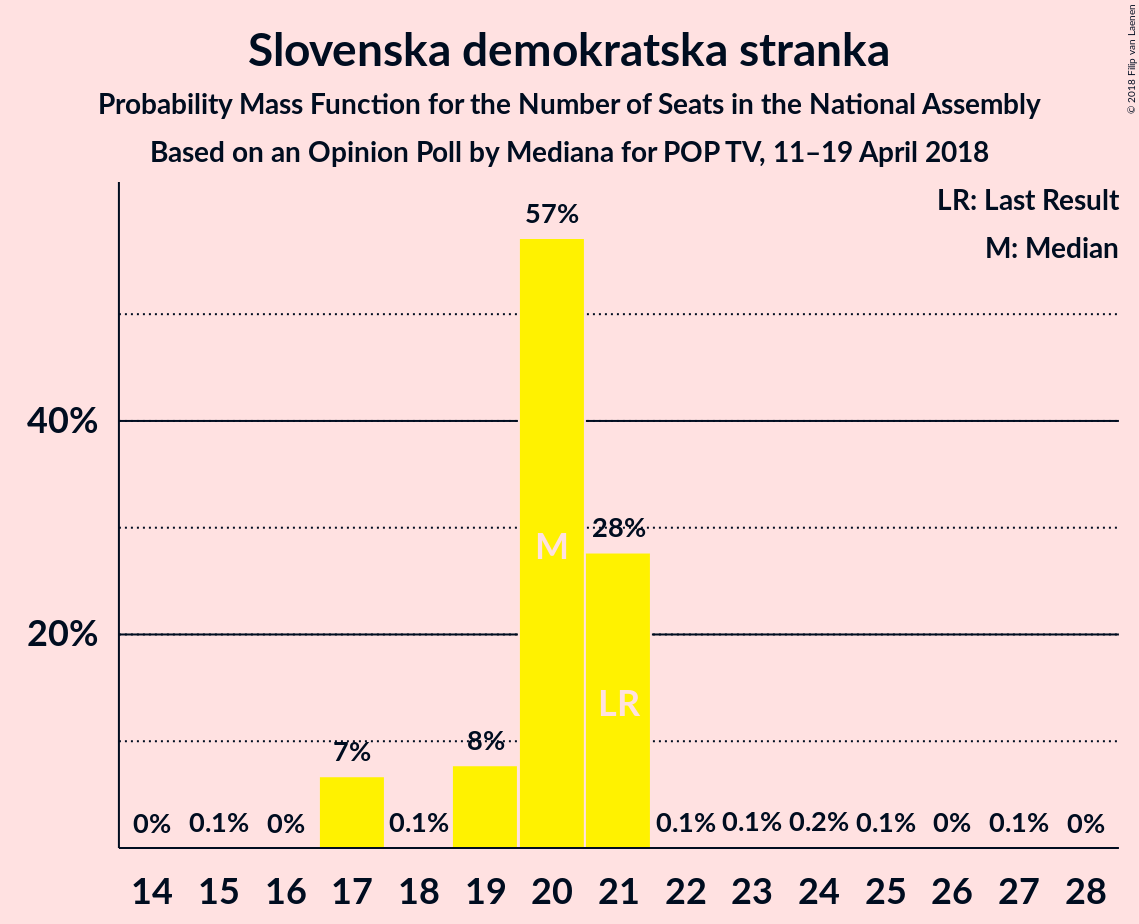 © 2018 Filip van Laenen
Slovenska demokratska stranka
Probability Mass Function for the Number of Seats in the National Assembly
Based on an Opinion Poll by Mediana for POP TV, 11–19 April 2018
LR: Last Result
M: Median
57%
40%
28%
M
20%
LR
7%
8%
0% 0.1% 0% 0.1% 0.1% 0.1% 0.2% 0.1% 0% 0.1% 0%
14 15 16 17 18 19 20 21 22 23 24 25 26 27 28